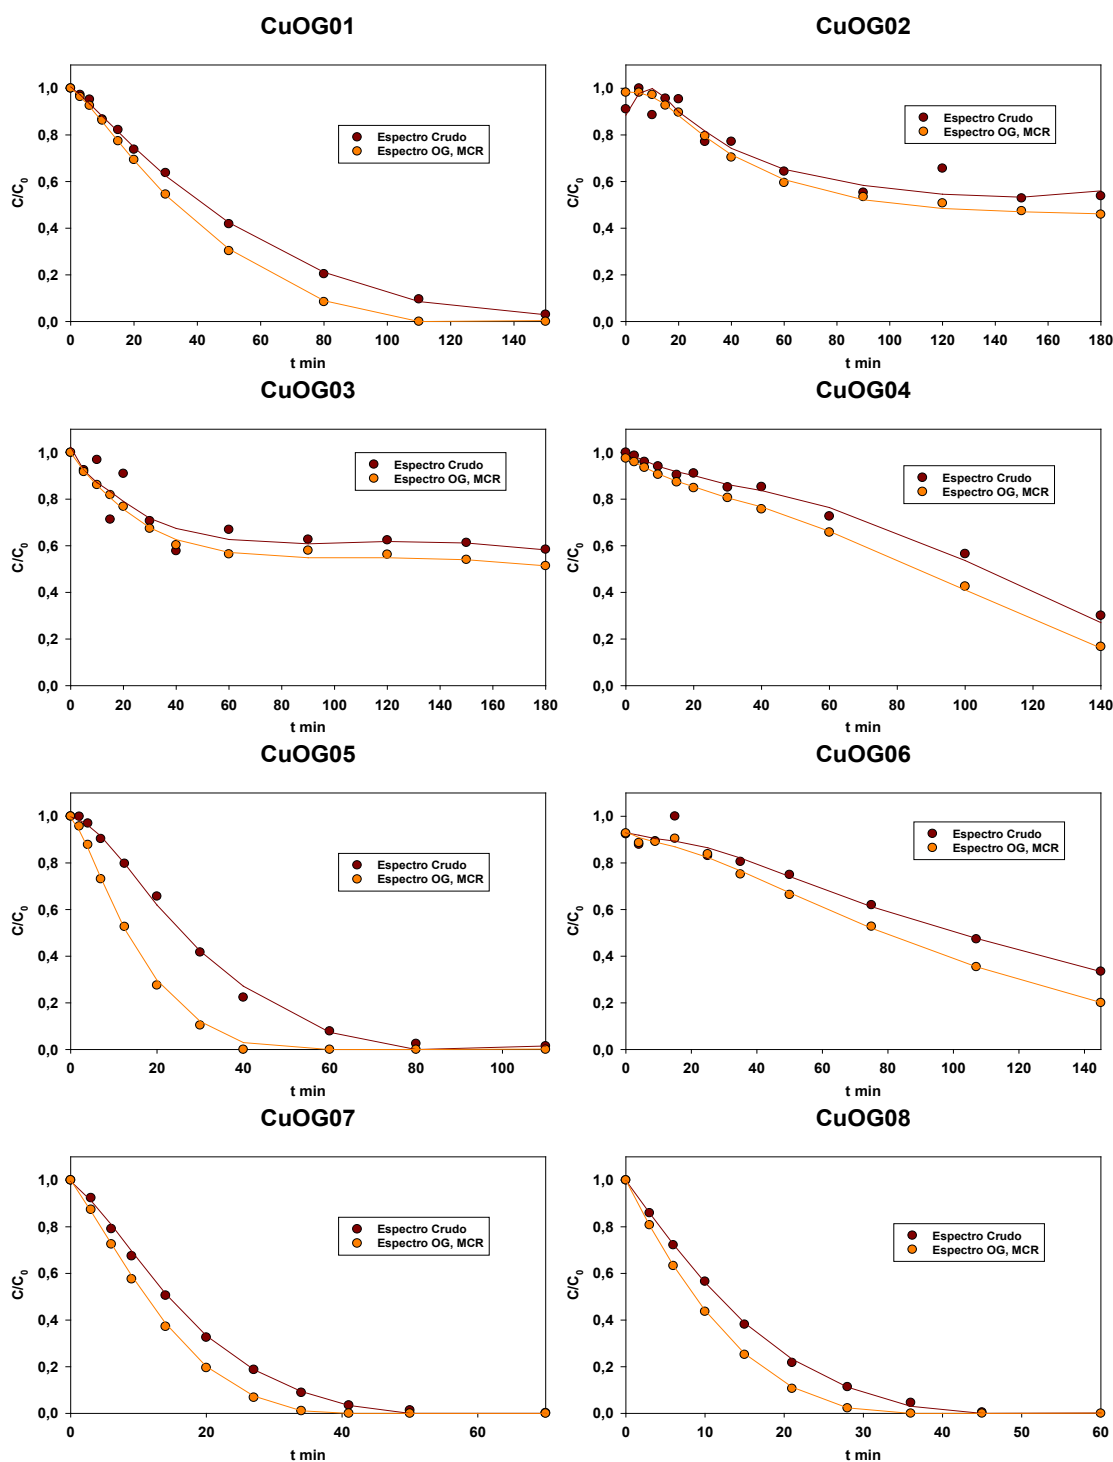 CuOG01
1,0
0,8
0,6
0,4
0,2
0,0
C/C0
Espectro Crudo
Espectro OG, MCR
0 20 40 60 80 100 120 140
t min
CuOG02
1,0
0,8
0,6
0,4
0,2
0,0
C/C0
Espectro Crudo
Espectro OG, MCR
0 20 40 60 80 100 120 140 160 180
t min
CuOG03
1,0
0,8
0,6
0,4
0,2
0,0
C/C0
Espectro Crudo
Espectro OG, MCR
0 20 40 60 80 100 120 140 160 180
t min
CuOG04
1,0
0,8
0,6
0,4
0,2
0,0
C/C0
Espectro Crudo
Espectro OG, MCR
0 20 40 60 80 100 120 140
t min
CuOG05
1,0
0,8
0,6
0,4
0,2
0,0
C/C0
Espectro Crudo
Espectro OG, MCR
0 20 40 60 80 100
t min
CuOG06
1,0
0,8
0,6
0,4
0,2
0,0
C/C0
Espectro Crudo
Espectro OG, MCR
0 20 40 60 80 100 120 140
t min
CuOG07
1,0
0,8
0,6
0,4
0,2
0,0
C/C0
Espectro Crudo
Espectro OG, MCR
0 20 40 60
t min
CuOG08
1,0
0,8
0,6
0,4
0,2
0,0
C/C0
Espectro Crudo
Espectro OG, MCR
0 10 20 30 40 50 60
t min